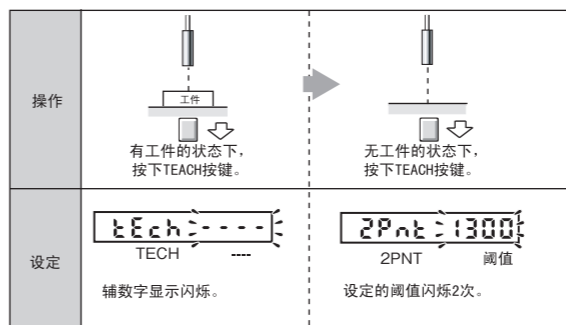 操作
工件
有工件的状态下,
按下TEACH按键。
无工件的状态下,
按下TEACH按键。
设定
tEch ----
TECH ----
辅数字显示闪烁。
2Pnt 1300
2PNT 阈值
设定的阈值闪烁2次。